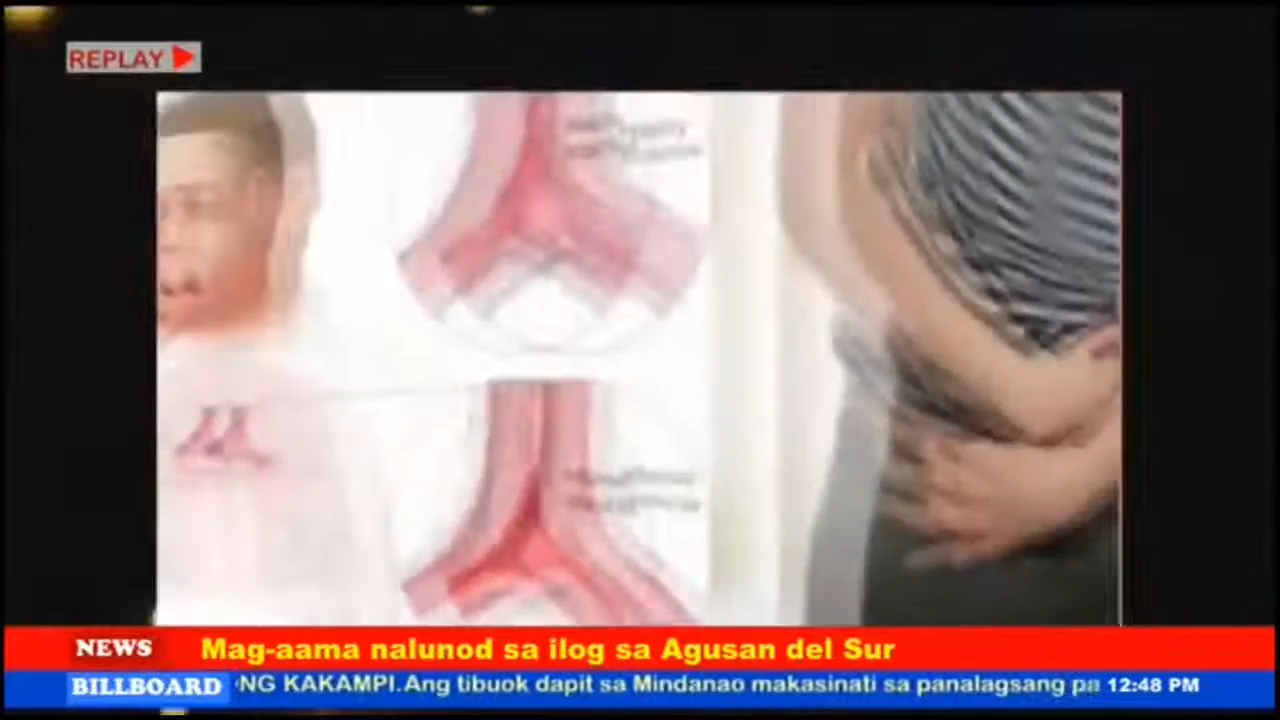 REPLAY
NEWS Mag-aama nalunod sa ilog sa Agusan del Sur
BILLBOARD NG KAKAMPI.Ang tibuok dapit sa Mindanao makasinati sa panalagsang pa 12:48 PM